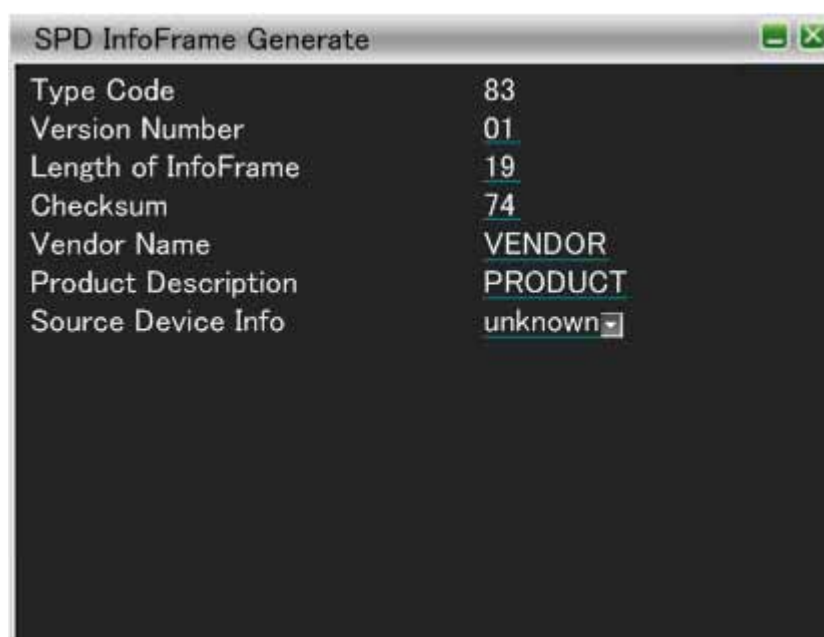 SPD InfoFrame Generate
Type Code 83
Version Number 01
Length of InfoFrame 19
Checksum 74
Vendor Name VENDOR
Product Description PRODUCT
Source Device Info unknown